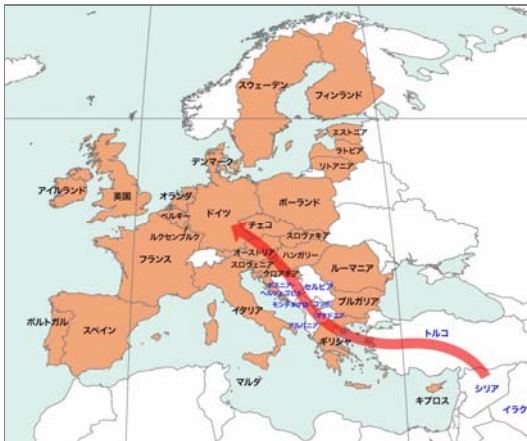 スウェーデン
フィンランド
エストニア
ラトビア
リトアニア
デンマーク
アイルランド
英国
オランダ
ベルギー
ドイツ
ポーランド
ルクセンブルク
チェコ
スロヴァキア
フランス
オーストリア
ハンガリー
スロヴェニア
クロアチア
ルーマニア
ボスニア・
ヘルツェゴビナ
セルビア
モンテネグロ
コソボ
ブルガリア
マケドニア
アルバニア
イタリア
ポルトガル
スペイン
ギリシャ
トルコ
マルタ
キプロス
シリア
イラク